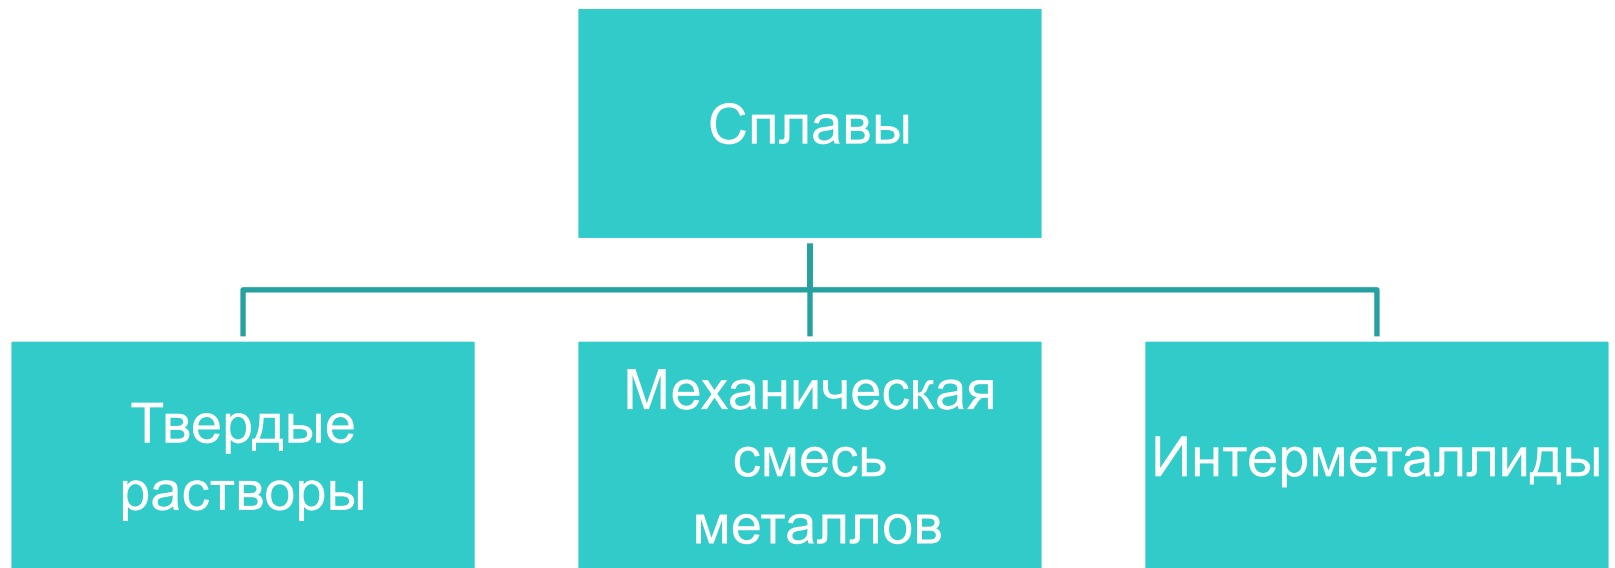 Сплавы
Твердые
растворы
Механическая
смесь
металлов
Интерметаллиды